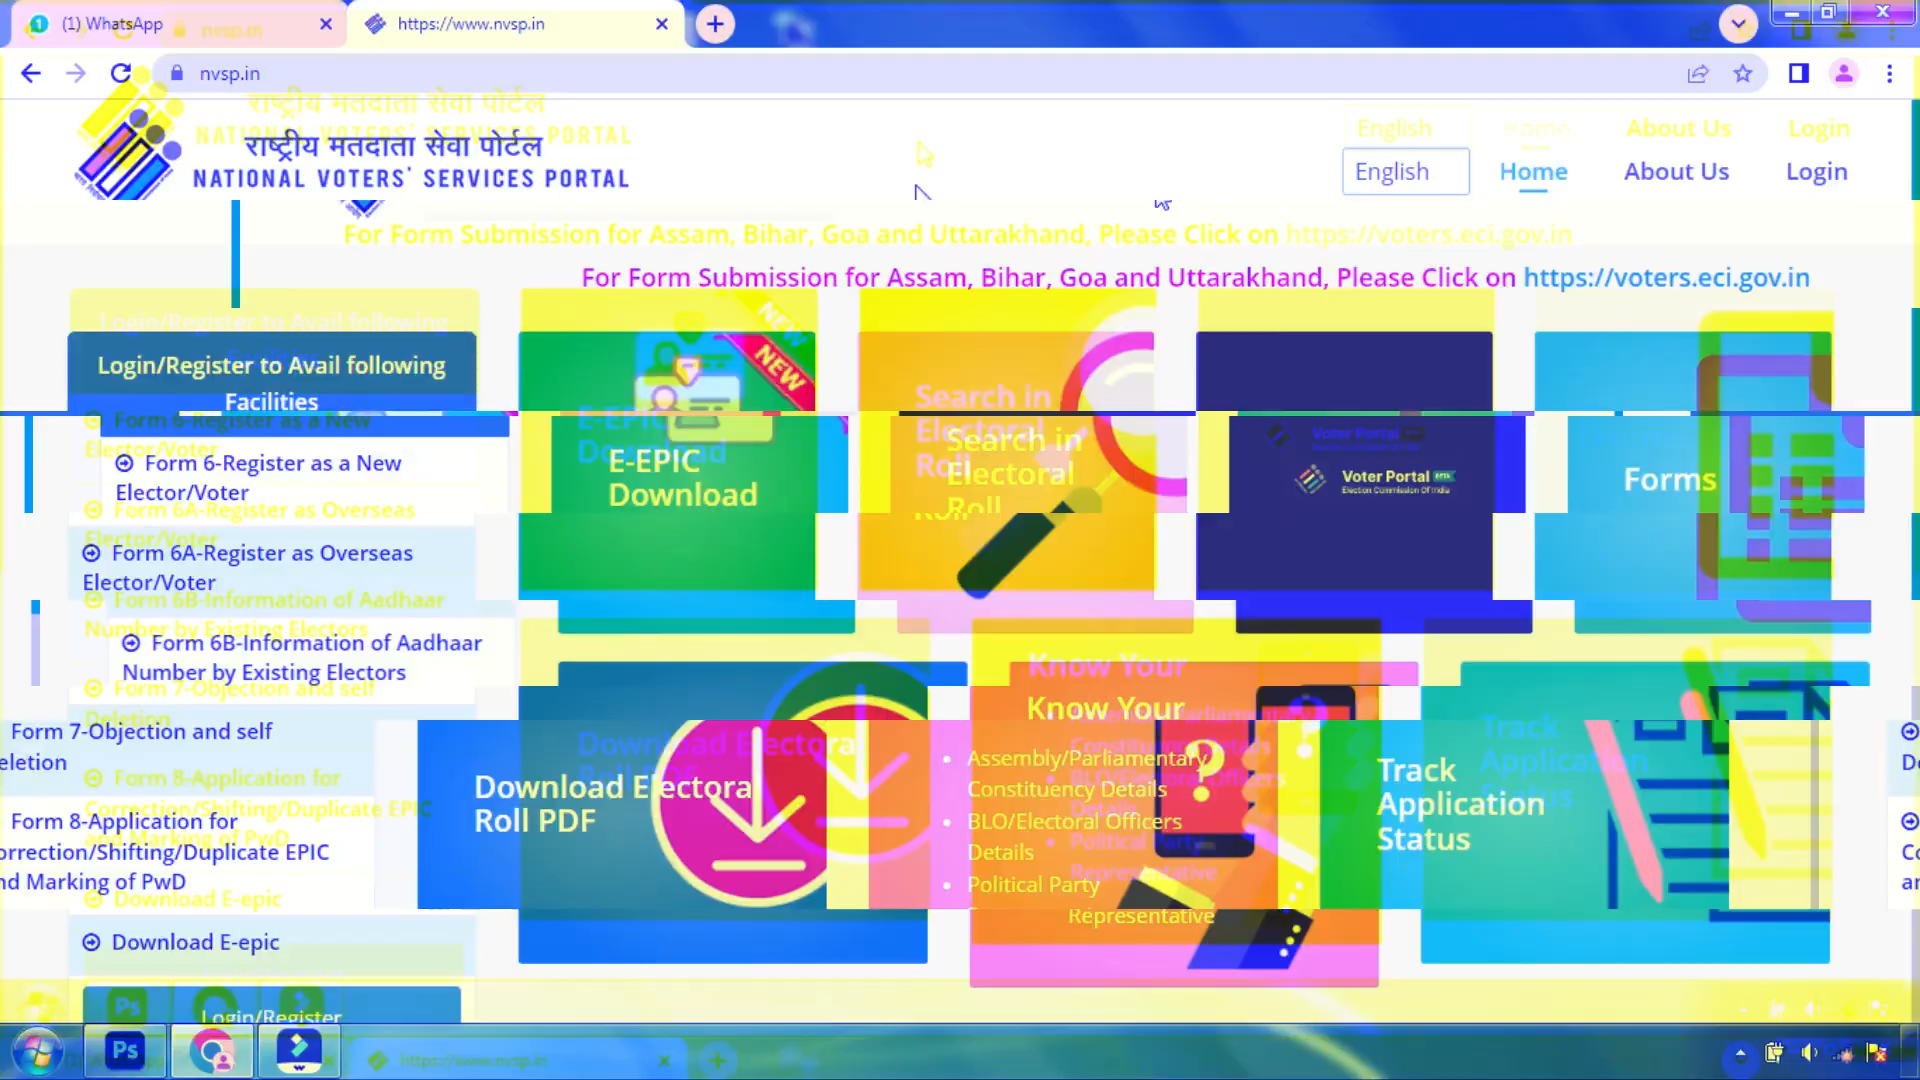 (1) WhatsApp
https://www.nvsp.in
nvsp.in
राष्ट्रीय मतदाता सेवा पोर्टल
NATIONAL VOTERS' SERVICES PORTAL
English
Home
About Us
Login
For Form Submission for Assam, Bihar, Goa and Uttarakhand, Please Click on https://voters.eci.gov.in
Login/Register to Avail following
Facilities
Form 6-Register as a New
Elector/Voter
Form 6A-Register as Overseas
Elector/Voter
Form 6B-Information of Aadhaar
Number by Existing Electors
Form 7-Objection and self
eletion
Form 8-Application for
orrection/Shifting/Duplicate EPIC
nd Marking of PwD
Download E-epic
Login/Register
NEW
E-EPIC
Download
Search in
Electoral
Roll
Voter Portal BETA
Election Commission Of India
Forms
Download Electora
Roll PDF
Know Your
Assembly/Parliamentary
Constituency Details
BLO/Electoral Officers
Details
Political Party
Representative
Track
Application
Status
Ps